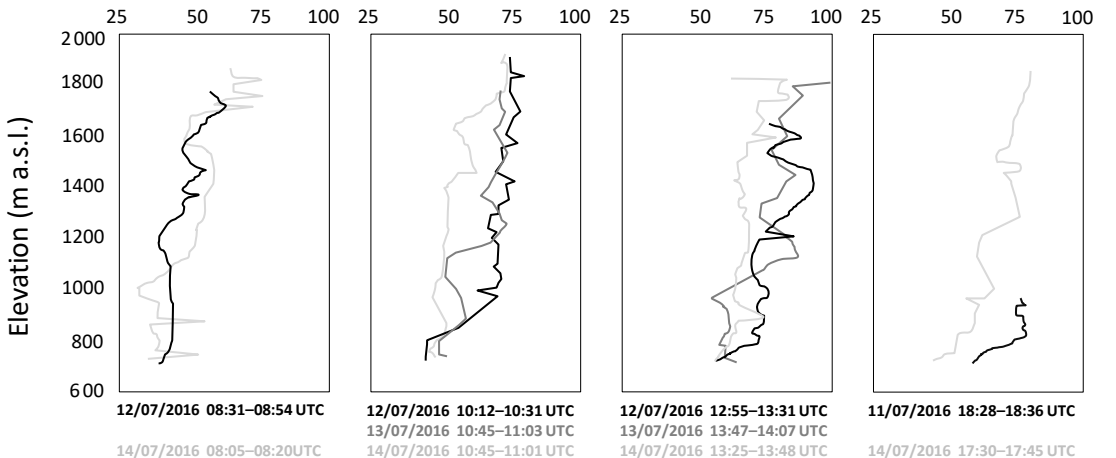 25 50 75 100 25 50 75 100 25 50 75 100 25 50 75 100
2 000
1800
1600
1400
1200
1000
800
6 00
Elevation (m a.s.l.)
12/07/2016 08:31–08:54 UTC
14/07/2016 08:05–08:20UTC
12/07/2016 10:12–10:31 UTC
13/07/2016 10:45–11:03 UTC
14/07/2016 10:45–11:01 UTC
12/07/2016 12:55–13:31 UTC
13/07/2016 13:47–14:07 UTC
14/07/2016 13:25–13:48 UTC
11/07/2016 18:28–18:36 UTC
14/07/2016 17:30–17:45 UTC